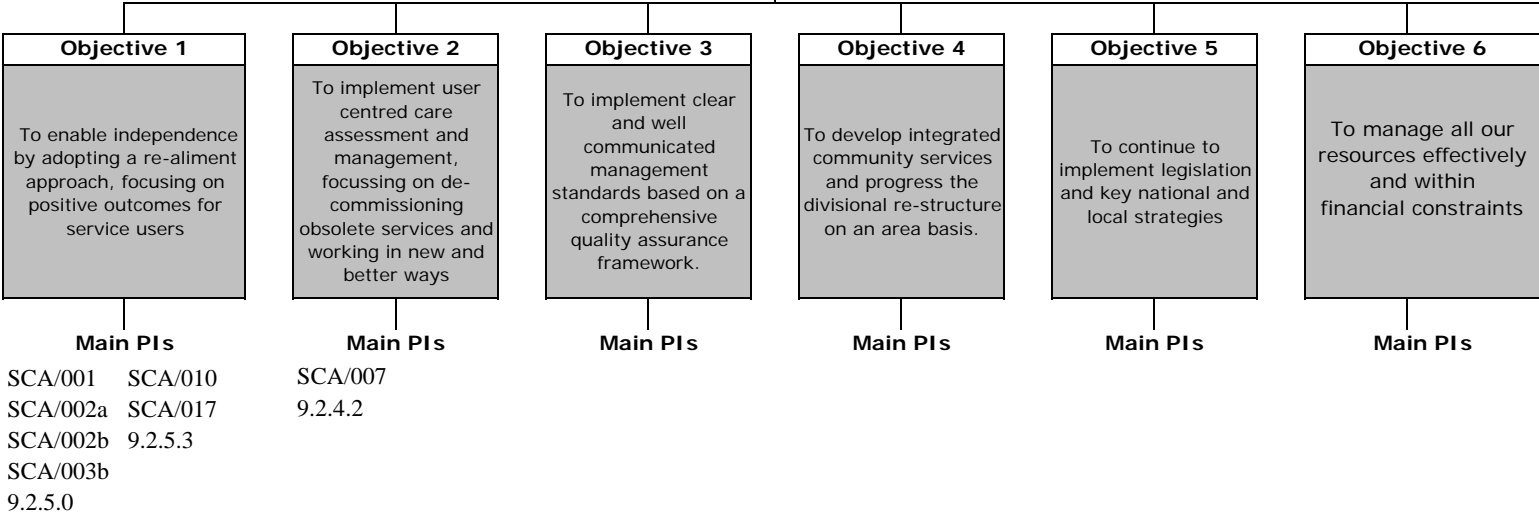 Objective 1
To enable independence
by adopting a re-aliment
approach, focusing on
positive outcomes for
service users
Main PIs
SCA/001 SCA/010
SCA/002a SCA/017
SCA/002b 9.2.5.3
SCA/003b
9.2.5.0
Objective 2
To implement user
centred care
assessment and
management,
focussing on de-
commissioning
obsolete services and
working in new and
better ways
Main PIs
SCA/007
9.2.4.2
Objective 3
To implement clear
and well
communicated
management
standards based on a
comprehensive
quality assurance
framework.
Main PIs
Objective 4
To develop integrated
community services
and progress the
divisional re-structure
on an area basis.
Main PIs
Objective 5
To continue to
implement legislation
and key national and
local strategies
Main PIs
Objective 6
To manage all our
resources effectively
and within
financial constraints
Main PIs